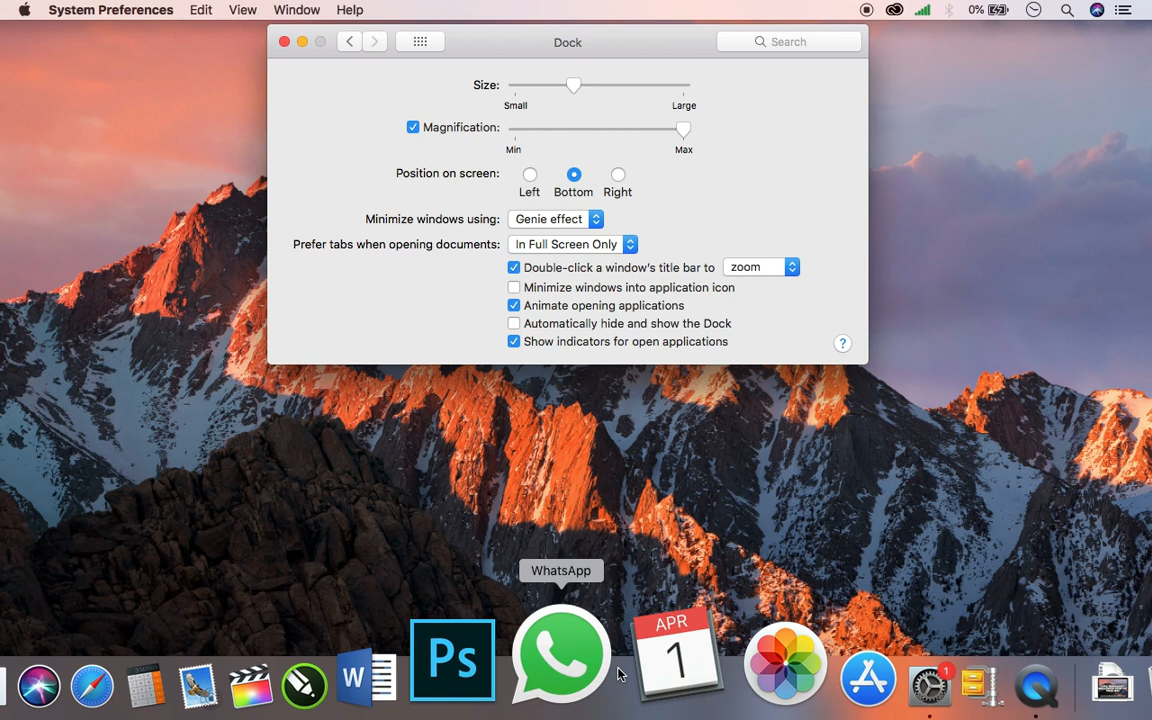 System Preferences Edit View Window Help 0%
Dock
Search
Size:
Small Large
Magnification:
Min Max
Position on screen:
Left Bottom Right
Minimize windows using: Genie effect
Prefer tabs when opening documents: In Full Screen Only
Double-click a window's title bar to zoom
Minimize windows into application icon
Animate opening applications
Automatically hide and show the Dock
Show indicators for open applications
?
WhatsApp
W
Ps
APR
1
1